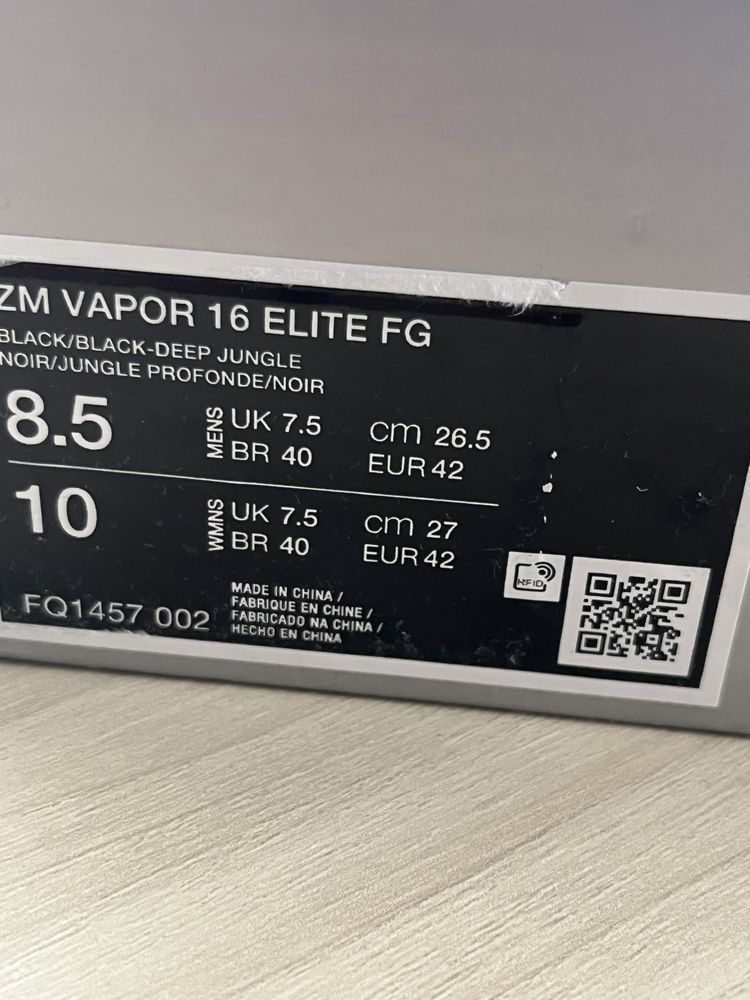 ZM VAPOR 16 ELITE FG
BLACK/BLACK-DEEP JUNGLE
NOIR/JUNGLE PROFONDE/NOIR
8.5 MENS UK 7.5 cm 26.5
BR 40 EUR 42
10 WMNS UK 7.5 cm 27
BR 40 EUR 42
FQ1457 002
MADE IN CHINA /
FABRIQUE EN CHINE /
FABRICADO NA CHINA /
HECHO EN CHINA
RFID